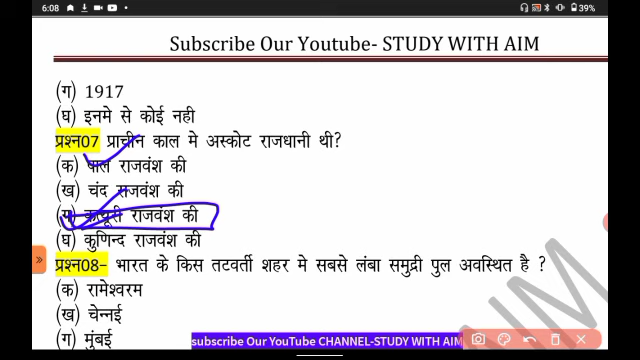 6:08
39%
Subscribe Our Youtube- STUDY WITH AIM
(ग) 1917
(घ) इनमे से कोई नही
प्रश्न07 प्राचीन काल मे अस्कोट राजधानी थी?
(क) पाल राजवंश की
(ख) चंद राजवंश की
(ग) कत्यूरी राजवंश की
(घ) कुणिन्द राजवंश की
प्रश्न08- भारत के किस तटवर्ती शहर मे सबसे लंबा समुद्री पुल अवस्थित है ?
(क) रामेश्वरम
(ख) चेन्नई
(ग) मुंबई
subscribe Our YouTube CHANNEL-STUDY WITH AIM